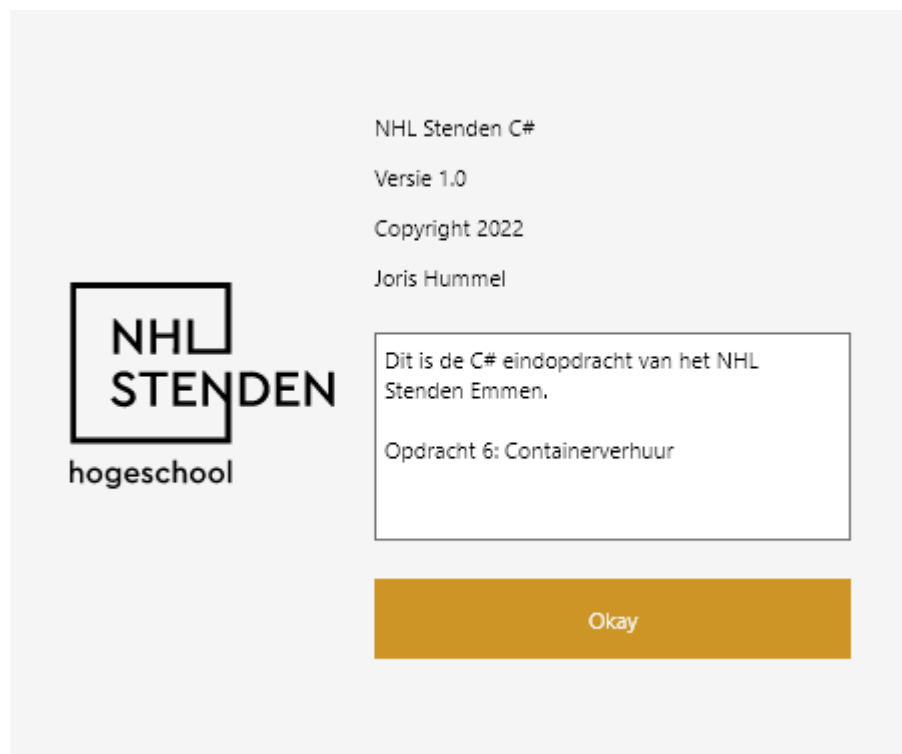 NHL Stenden C#
Versie 1.0
Copyright 2022
Joris Hummel
NHL
STENDEN
hogeschool
Dit is de C# eindopdracht van het NHL
Stenden Emmen.
Opdracht 6: Containerverhuur
Okay